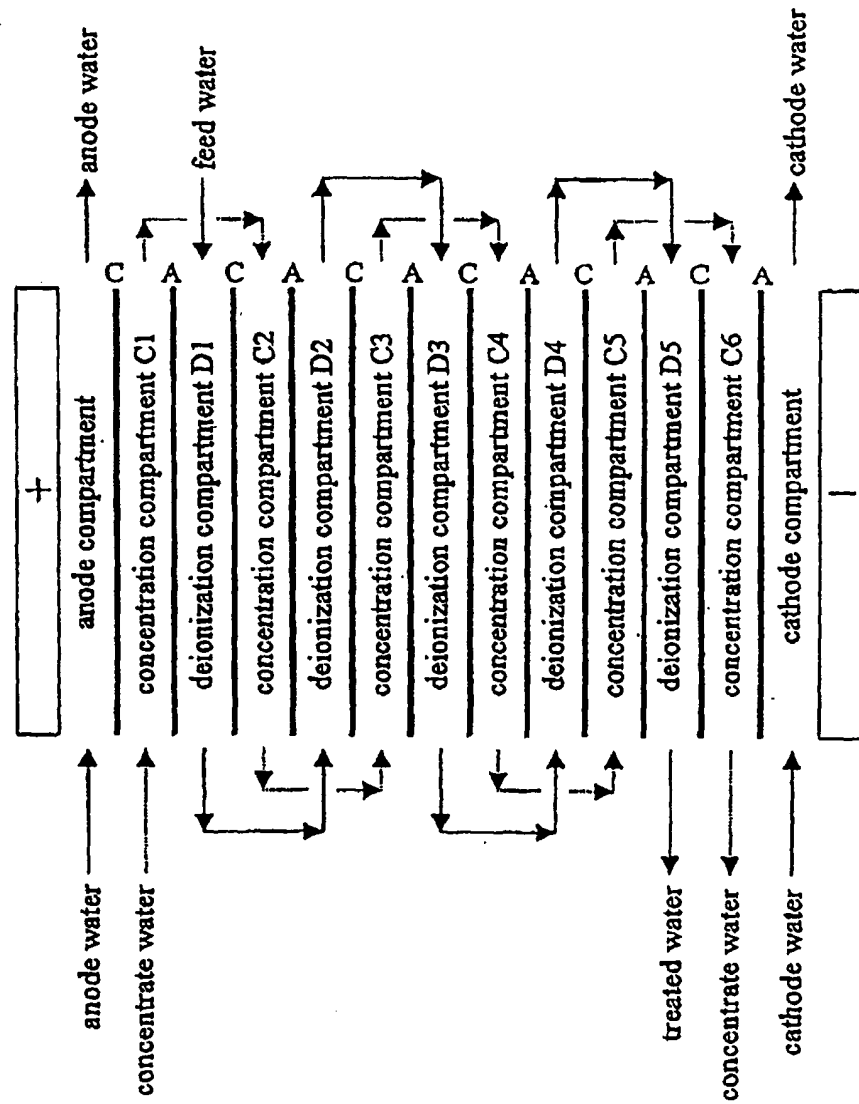 +
anode water
anode compartment
anode water
C
concentrate water
concentration compartment C1
A
deionization compartment D1
feed water
C
concentration compartment C2
A
deionization compartment D2
C
concentration compartment C3
A
deionization compartment D3
C
concentration compartment C4
A
deionization compartment D4
C
concentration compartment C5
A
treated water
deionization compartment D5
C
concentrate water
concentration compartment C6
A
cathode water
cathode compartment
cathode water
−